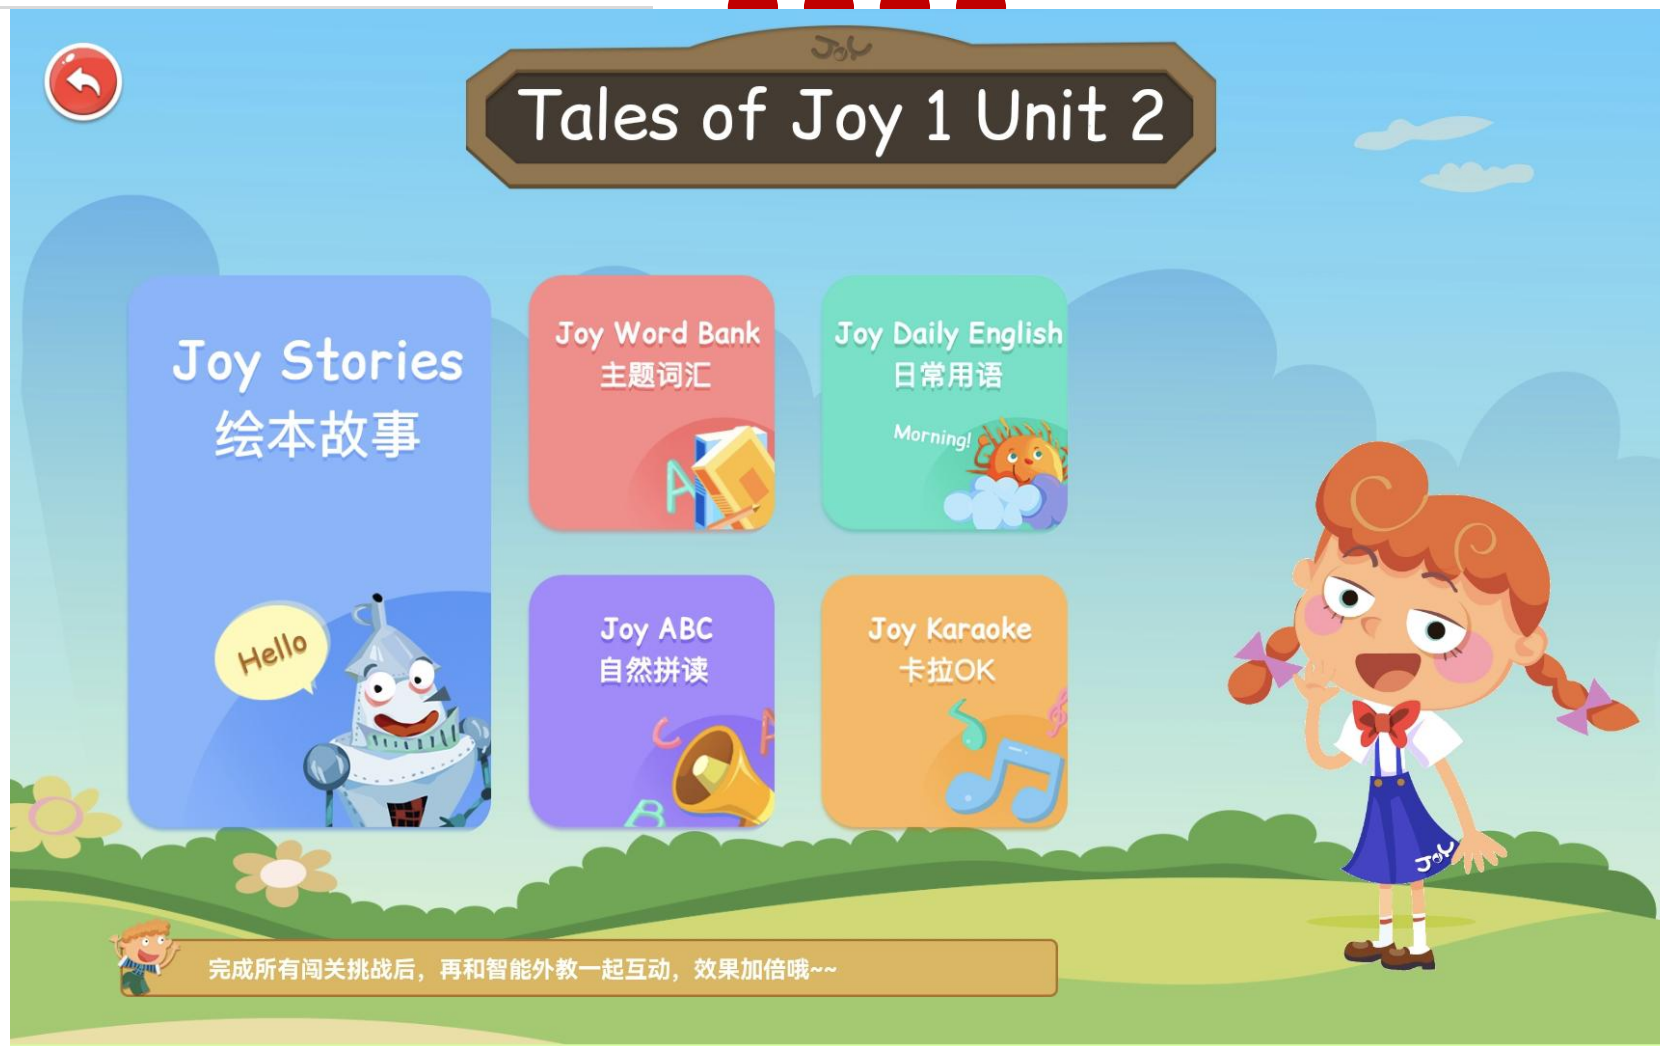 JOY
Tales of Joy 1 Unit 2
Joy Stories
绘本故事
Hello
Joy Word Bank
主题词汇
A
Joy Daily English
日常用语
Morning!
Joy ABC
自然拼读
C
A
B
Joy Karaoke
卡拉OK
JOY
完成所有闯关挑战后，再和智能外教一起互动，效果加倍哦~~